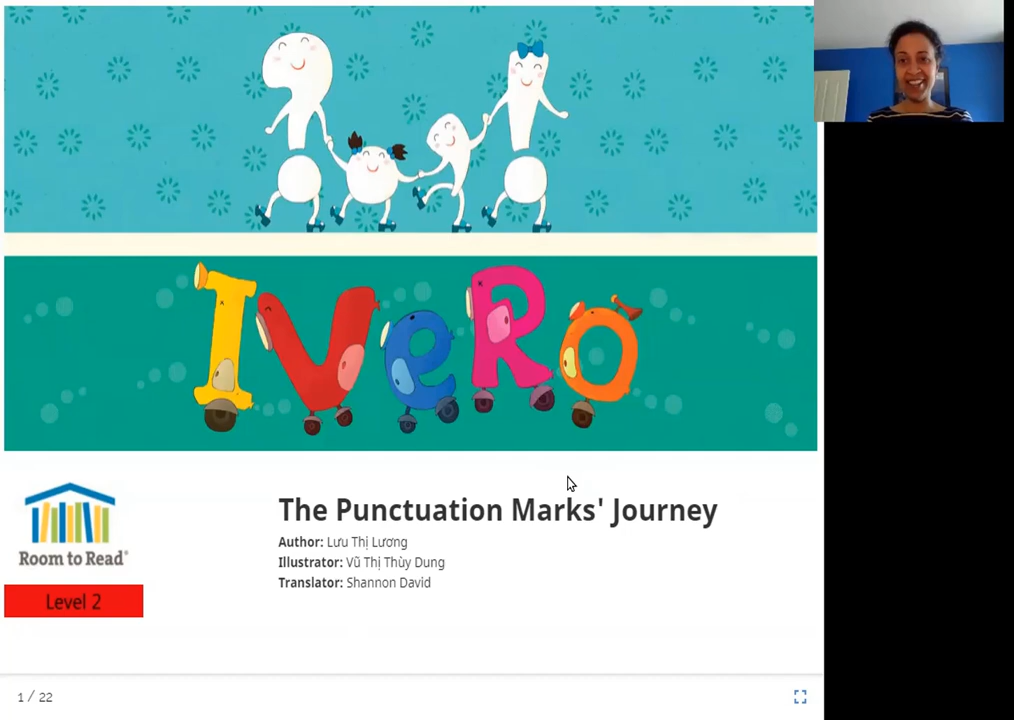 IVeRO
The Punctuation Marks' Journey
Author: Lưu Thị Lương
Illustrator: Vũ Thị Thùy Dung
Translator: Shannon David
Room to Read®
Level 2
1 / 22